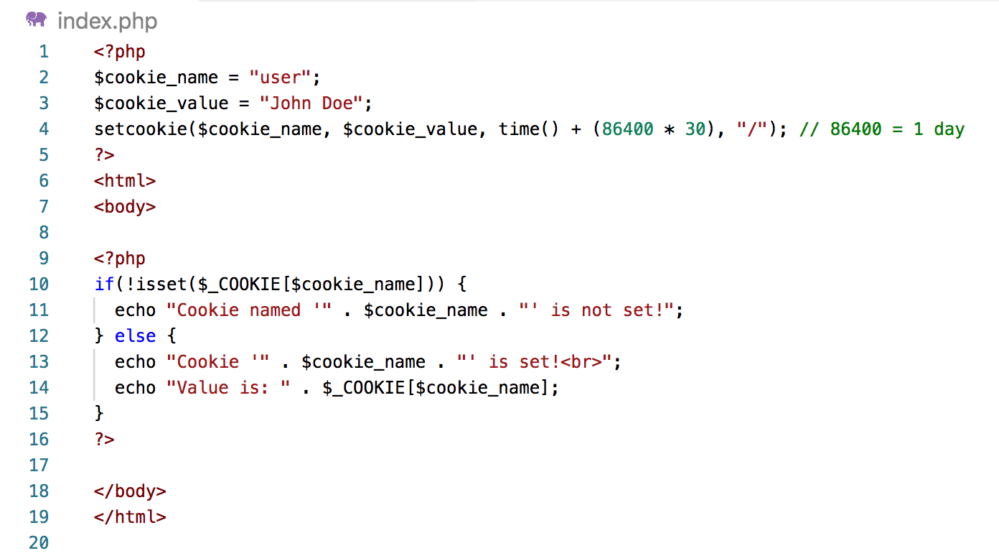 index.php
1 <?php
2 $cookie_name = "user";
3 $cookie_value = "John Doe";
4 setcookie($cookie_name, $cookie_value, time() + (86400 * 30), "/"); // 86400 = 1 day
5 ?>
6 <html>
7 <body>
8
9 <?php
10 if(!isset($_COOKIE[$cookie_name])) {
11   echo "Cookie named '" . $cookie_name . "' is not set!";
12 } else {
13   echo "Cookie '" . $cookie_name . "' is set!<br>";
14   echo "Value is: " . $_COOKIE[$cookie_name];
15 }
16 ?>
17
18 </body>
19 </html>
20